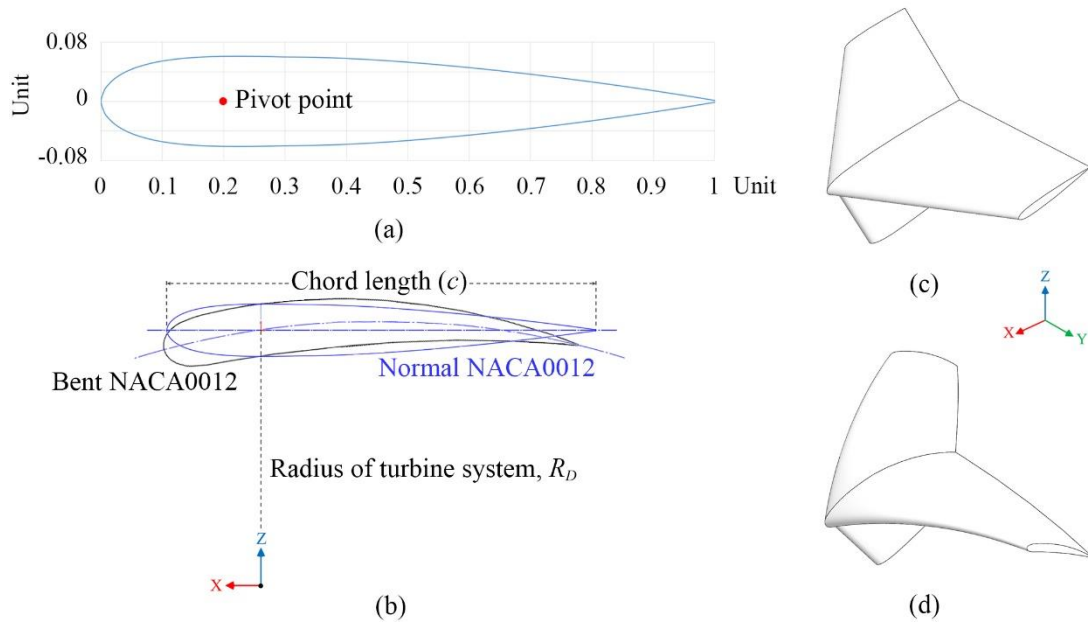 0.08
Unit
0
Pivot point
-0.08
0 0.1 0.2 0.3 0.4 0.5 0.6 0.7 0.8 0.9 1 Unit
(a)
Chord length (c)
Bent NACA0012
Normal NACA0012
Radius of turbine system, R_D
Z
X
(b)
(c)
Z
X
Y
(d)